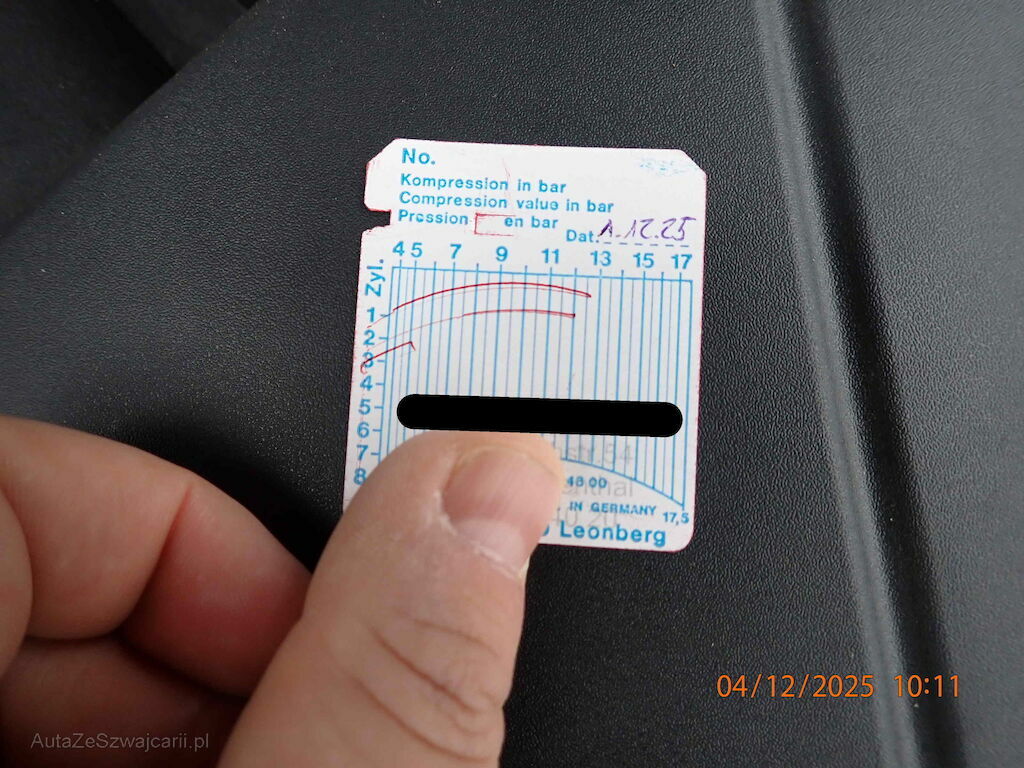 No.
Kompression in bar
Compression value in bar
Pression en bar
Dat. 1.12.25
4 5 7 9 11 13 15 17
Zyl.
1
2
3
4
5
6
7
8
48 00
IN GERMANY 17,5
Leonberg
04/12/2025 10:11
AutaZeSzwajcarii.pl